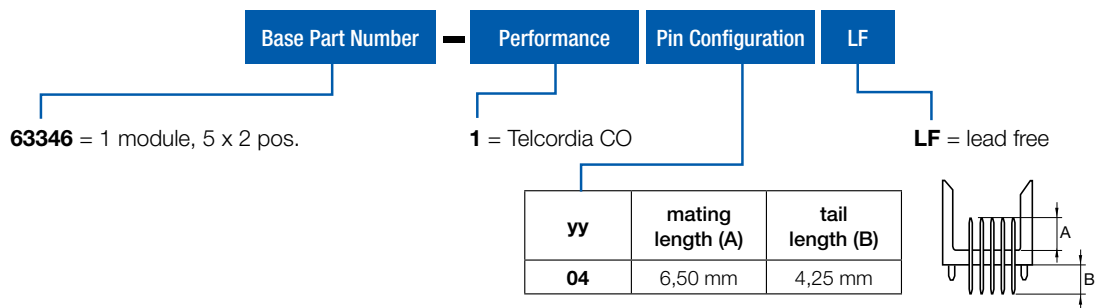 Base Part Number - Performance Pin Configuration LF
63346 = 1 module, 5 x 2 pos.
1 = Telcordia CO
LF = lead free
yy
mating length (A)
tail length (B)
04
6,50 mm
4,25 mm
A
B